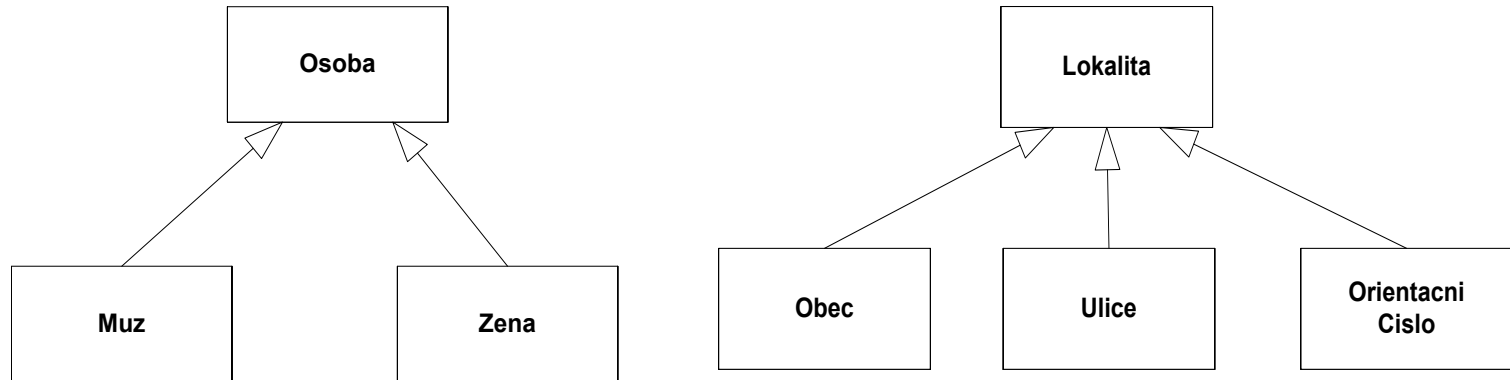 Osoba
Muz
Zena
Lokalita
Obec
Ulice
Orientacni
Cislo